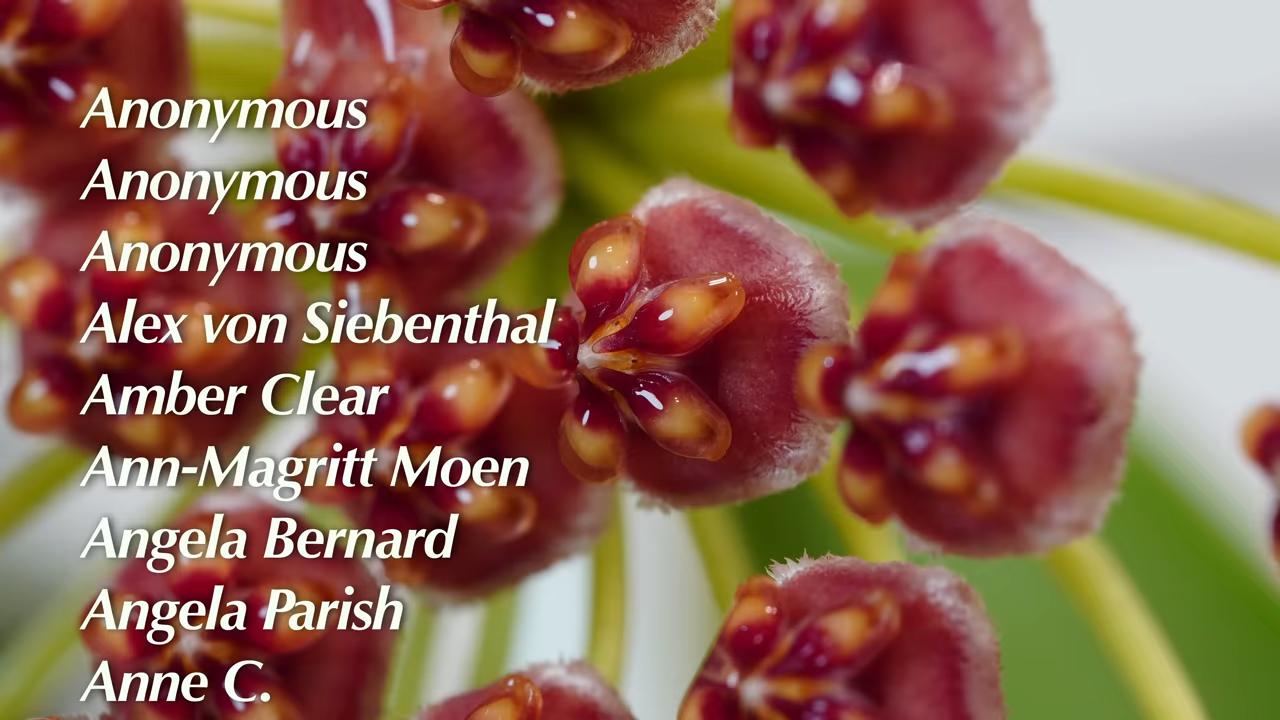 Anonymous
Anonymous
Anonymous
Alex von Siebenthal
Amber Clear
Ann-Magritt Moen
Angela Bernard
Angela Parish
Anne C.